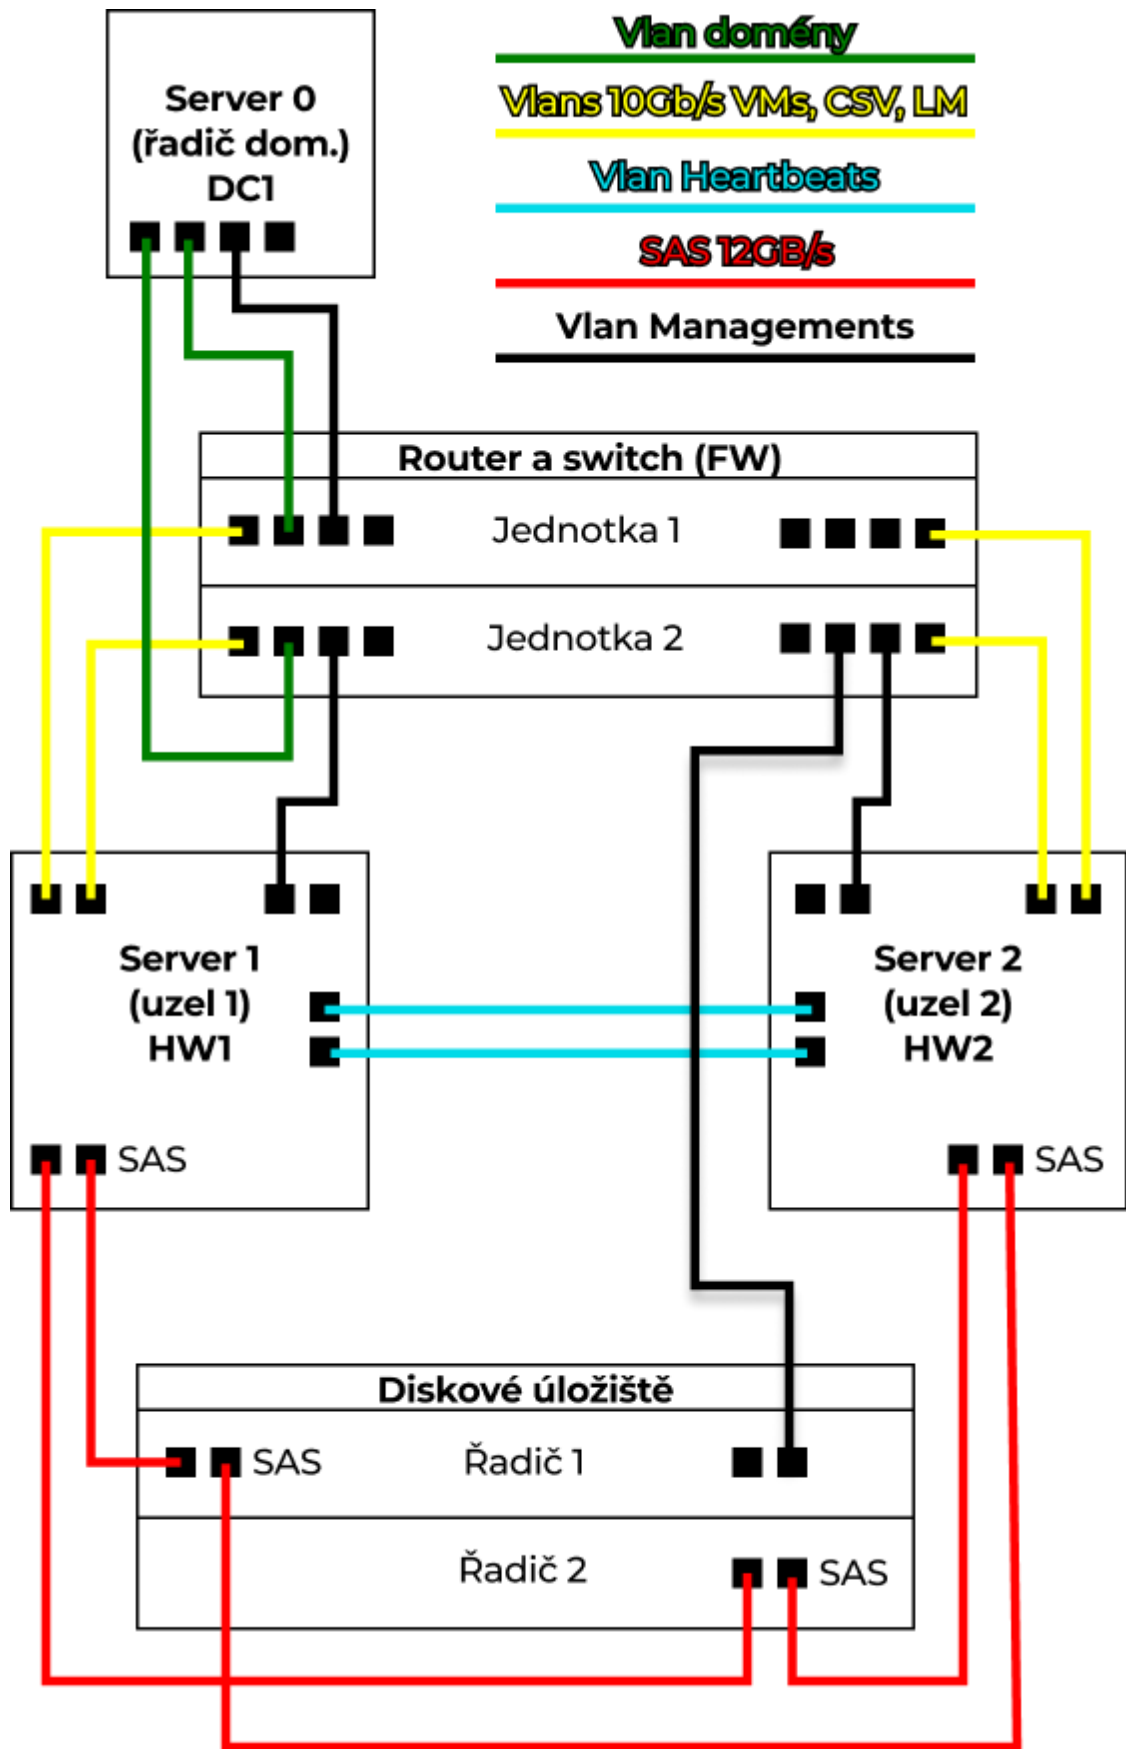 Vlan domény
Vlans 10Gb/s VMs, CSV, LM
Vlan Heartbeats
SAS 12GB/s
Vlan Managements
Server 0
(řadič dom.)
DC1
Router a switch (FW)
Jednotka 1
Jednotka 2
Server 1
(uzel 1)
HW1
SAS
Server 2
(uzel 2)
HW2
SAS
Diskové úložiště
SAS
Řadič 1
Řadič 2
SAS